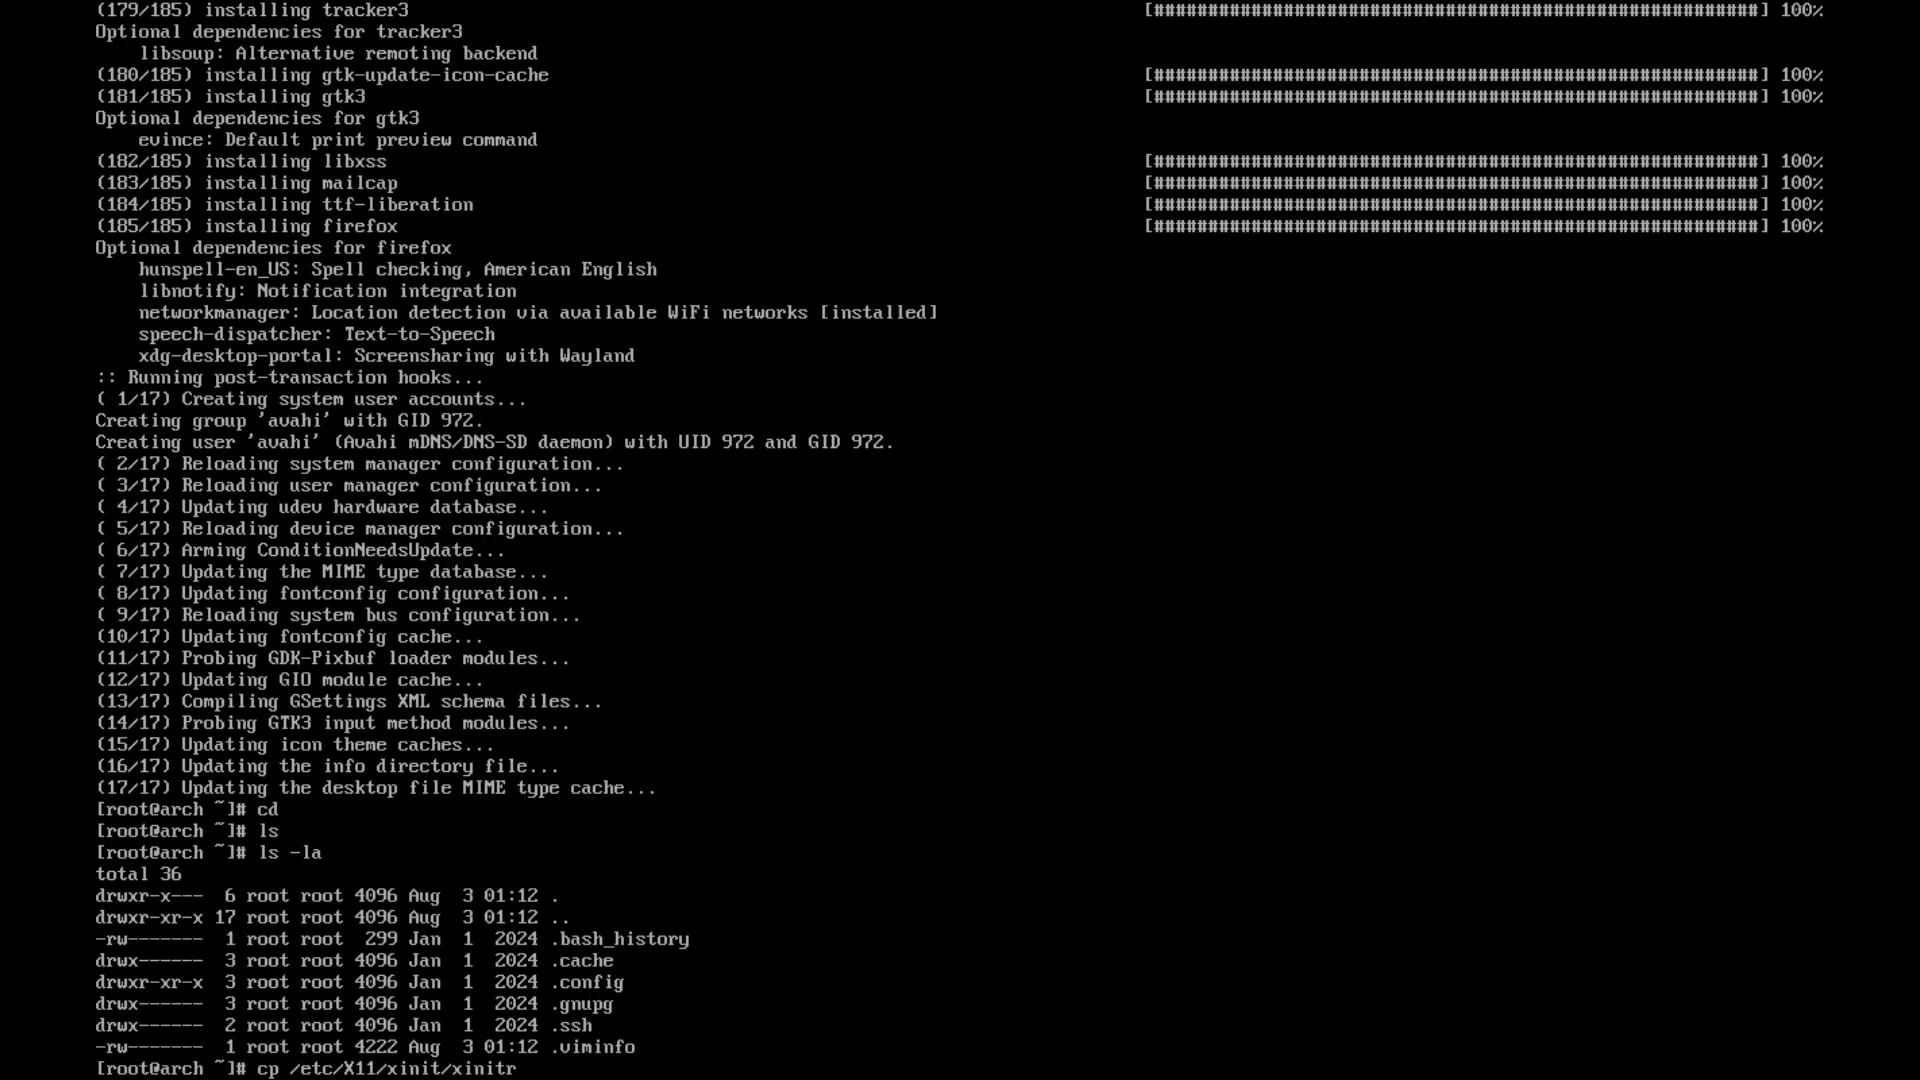 (179/185) installing tracker3 [########################################################] 100%
Optional dependencies for tracker3
    libsoup: Alternative remoting backend
(180/185) installing gtk-update-icon-cache [########################################################] 100%
(181/185) installing gtk3 [########################################################] 100%
Optional dependencies for gtk3
    evince: Default print preview command
(182/185) installing libxss [########################################################] 100%
(183/185) installing mailcap [########################################################] 100%
(184/185) installing ttf-liberation [########################################################] 100%
(185/185) installing firefox [########################################################] 100%
Optional dependencies for firefox
    hunspell-en_US: Spell checking, American English
    libnotify: Notification integration
    networkmanager: Location detection via available WiFi networks [installed]
    speech-dispatcher: Text-to-Speech
    xdg-desktop-portal: Screensharing with Wayland
:: Running post-transaction hooks...
( 1/17) Creating system user accounts...
Creating group 'avahi' with GID 972.
Creating user 'avahi' (Avahi mDNS/DNS-SD daemon) with UID 972 and GID 972.
( 2/17) Reloading system manager configuration...
( 3/17) Reloading user manager configuration...
( 4/17) Updating udev hardware database...
( 5/17) Reloading device manager configuration...
( 6/17) Arming ConditionNeedsUpdate...
( 7/17) Updating the MIME type database...
( 8/17) Updating fontconfig configuration...
( 9/17) Reloading system bus configuration...
(10/17) Updating fontconfig cache...
(11/17) Probing GDK-Pixbuf loader modules...
(12/17) Updating GIO module cache...
(13/17) Compiling GSettings XML schema files...
(14/17) Probing GTK3 input method modules...
(15/17) Updating icon theme caches...
(16/17) Updating the info directory file...
(17/17) Updating the desktop file MIME type cache...
[root@arch ~]# cd
[root@arch ~]# ls
[root@arch ~]# ls -la
total 36
drwxr-x---  6 root root 4096 Aug  3 01:12 .
drwxr-xr-x 17 root root 4096 Aug  3 01:12 ..
-rw-------  1 root root  299 Jan  1  2024 .bash_history
drwx------  3 root root 4096 Jan  1  2024 .cache
drwxr-xr-x  3 root root 4096 Jan  1  2024 .config
drwx------  3 root root 4096 Jan  1  2024 .gnupg
drwx------  2 root root 4096 Jan  1  2024 .ssh
-rw-------  1 root root 4222 Aug  3 01:12 .viminfo
[root@arch ~]# cp /etc/X11/xinit/xinitr